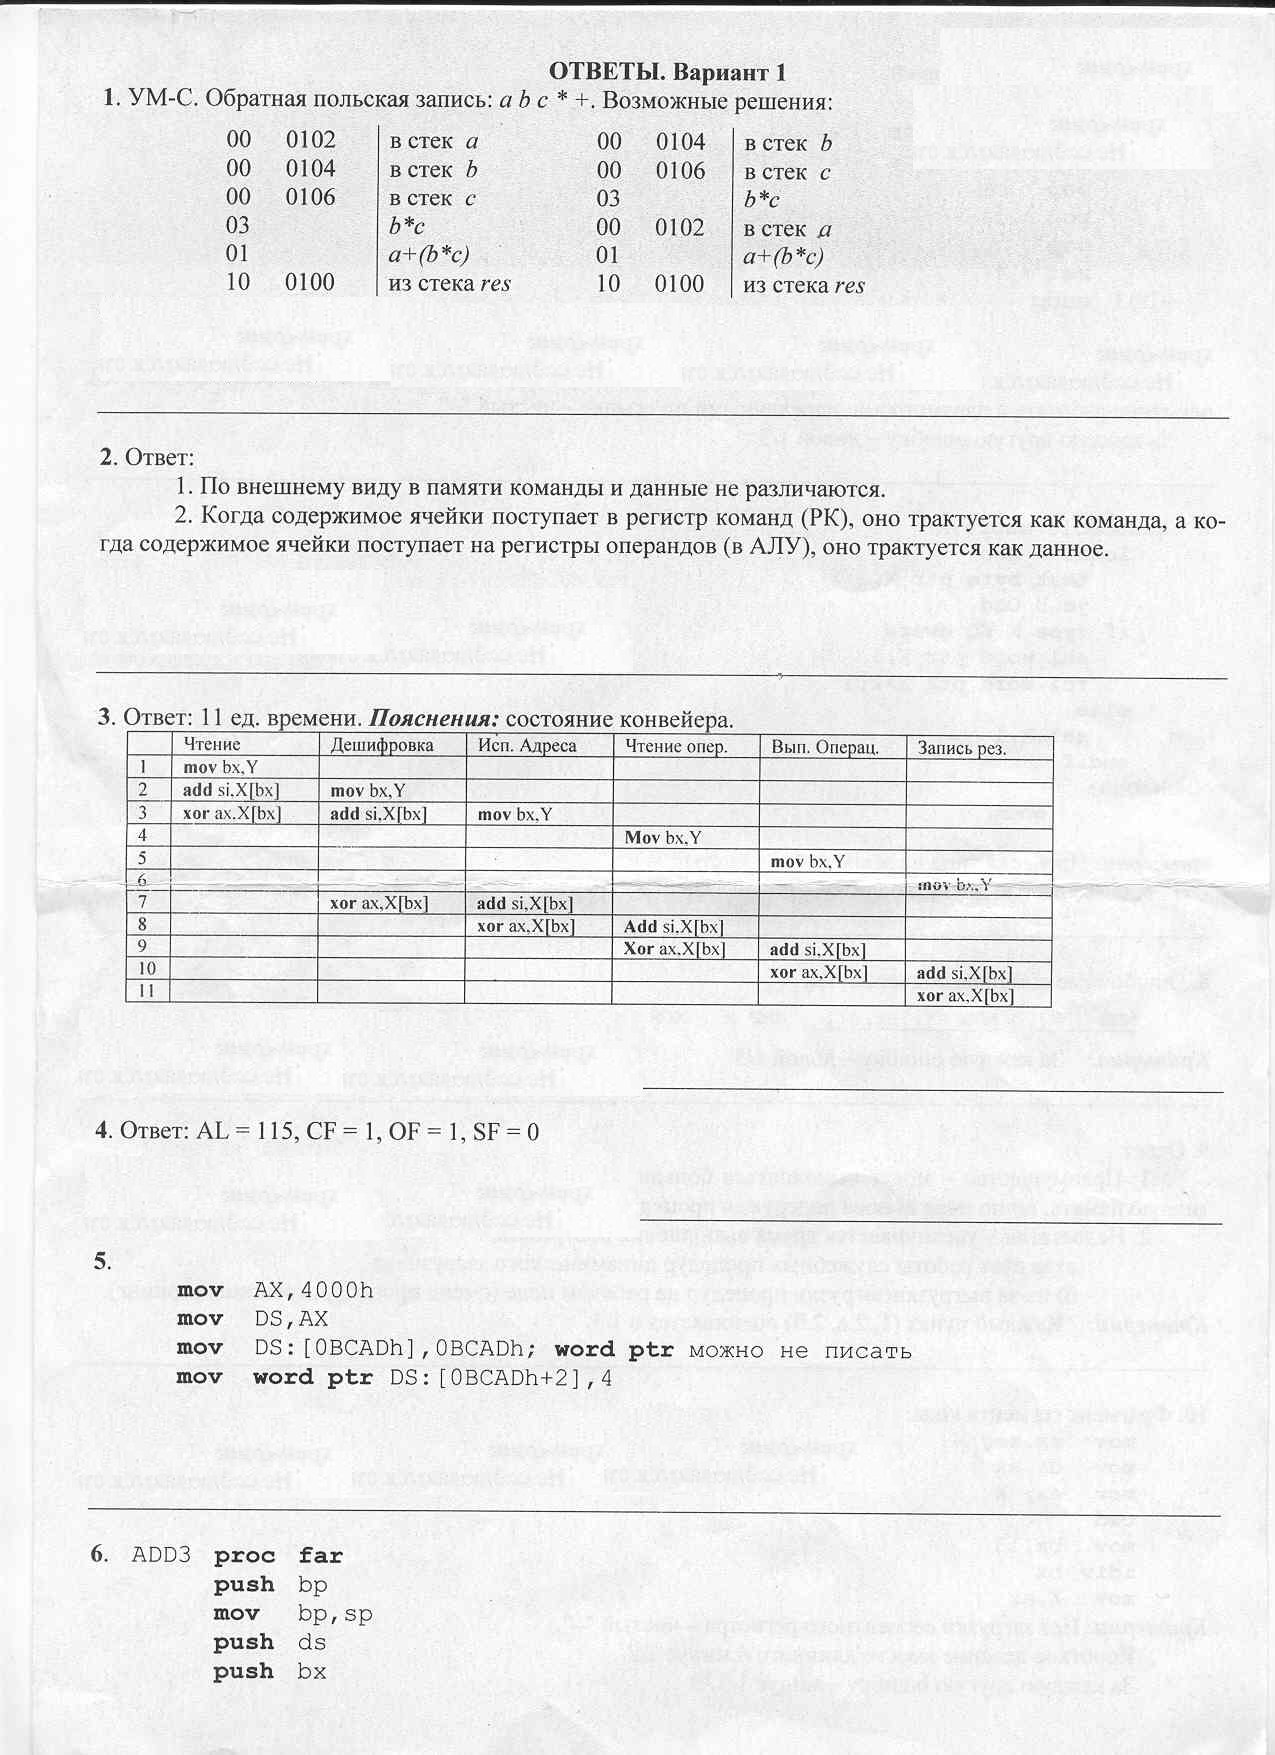 ОТВЕТЫ. Вариант 1
1. УМ-С. Обратная польская запись: a b c * +. Возможные решения:
00 0102 в стек a 00 0104 в стек b
00 0104 в стек b 00 0106 в стек c
00 0106 в стек c 03 b*c
03 b*c 00 0102 в стек a
01 a+(b*c) 01 a+(b*c)
10 0100 из стека res 10 0100 из стека res
2. Ответ:
1. По внешнему виду в памяти команды и данные не различаются.
2. Когда содержимое ячейки поступает в регистр команд (РК), оно трактуется как команда, а ко-
гда содержимое ячейки поступает на регистры операндов (в АЛУ), оно трактуется как данное.
3. Ответ: 11 ед. времени. Пояснения: состояние конвейера.
Чтение Дешифровка Исп. Адреса Чтение опер. Вып. Операц. Запись рез.
1 mov bx,Y
2 add si,X[bx] mov bx,Y
3 xor ax.X[bx] add si,X[bx] mov bx,Y
4 Mov bx,Y
5 mov bx,Y
6 mov bx,Y
7 xor ax,X[bx] add si,X[bx]
8 xor ax,X[bx] Add si,X[bx]
9 Xor ax,X[bx] add si,X[bx]
10 xor ax,X[bx] add si,X[bx]
11 xor ax,X[bx]
4. Ответ: AL = 115, CF = 1, OF = 1, SF = 0
5.
mov AX,4000h
mov DS,AX
mov DS:[0BCADh],0BCADh; word ptr можно не писать
mov word ptr DS:[0BCADh+2],4
6. ADD3 proc far
push bp
mov bp,sp
push ds
push bx